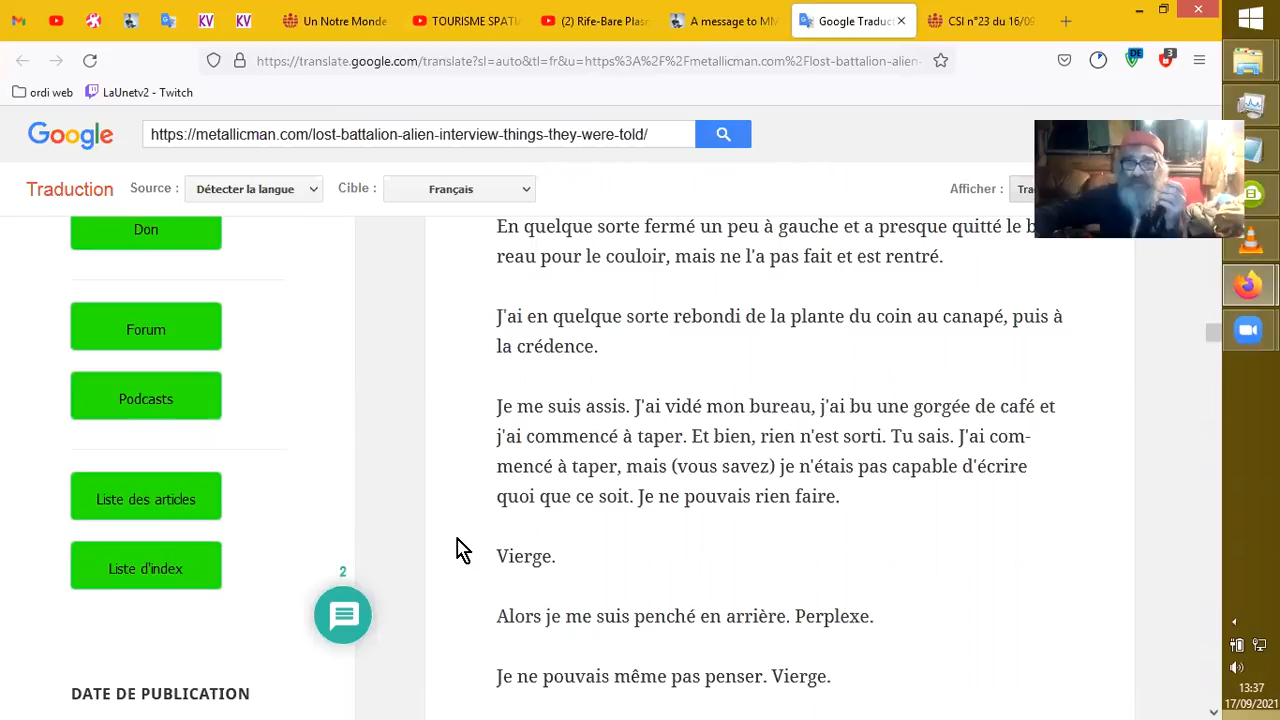 Un Notre Monde
TOURISME SPATI
(2) Rife-Bare Plas
A message to MM
Google Traduct
CSI n°23 du 16/09
https://translate.google.com/translate?sl=auto&tl=fr&u=https%3A%2F%2Fmetallicman.com%2Flost-battalion-alien-
DE
3
ordi web
LaUnetv2 - Twitch
Google
https://metallicman.com/lost-battalion-alien-interview-things-they-were-told/
Traduction
Source :
Détecter la langue
Cible :
Français
Afficher :
Tra
Don
Forum
Podcasts
Liste des articles
Liste d'index
2
DATE DE PUBLICATION
En quelque sorte fermé un peu à gauche et a presque quitté le b
reau pour le couloir, mais ne l'a pas fait et est rentré.
J'ai en quelque sorte rebondi de la plante du coin au canapé, puis à
la crédence.
Je me suis assis. J'ai vidé mon bureau, j'ai bu une gorgée de café et
j'ai commencé à taper. Et bien, rien n'est sorti. Tu sais. J'ai com-
mencé à taper, mais (vous savez) je n'étais pas capable d'écrire
quoi que ce soit. Je ne pouvais rien faire.
Vierge.
Alors je me suis penché en arrière. Perplexe.
Je ne pouvais même pas penser. Vierge.
13:37
17/09/2021